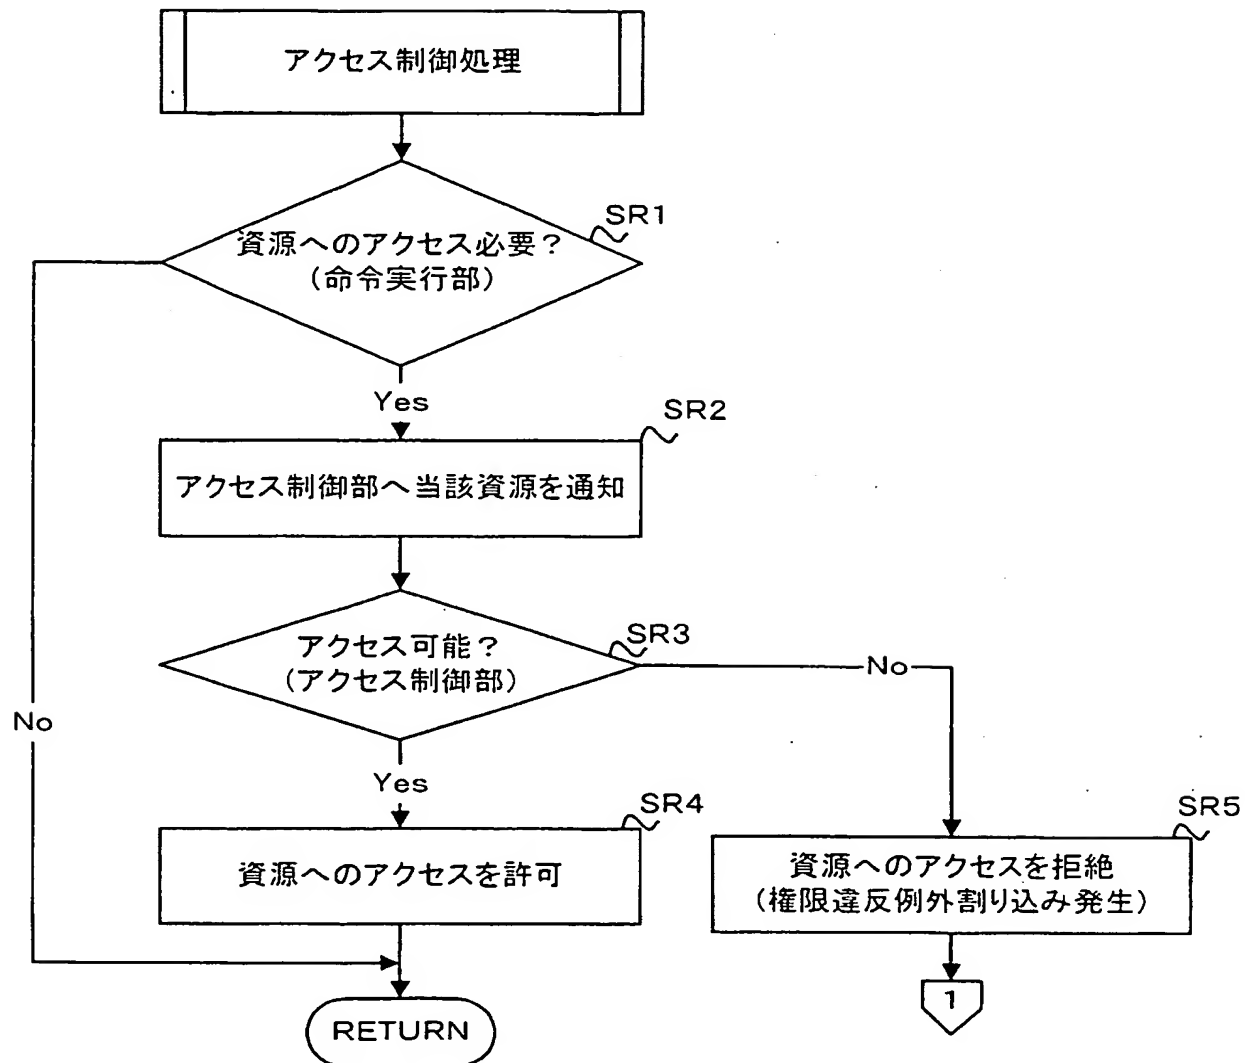 アクセス制御処理
SR1
資源へのアクセス必要？
（命令実行部）
Yes
SR2
アクセス制御部へ当該資源を通知
SR3
アクセス可能？
（アクセス制御部）
No
No
Yes
SR4
資源へのアクセスを許可
SR5
資源へのアクセスを拒絶
（権限違反例外割り込み発生）
1
RETURN